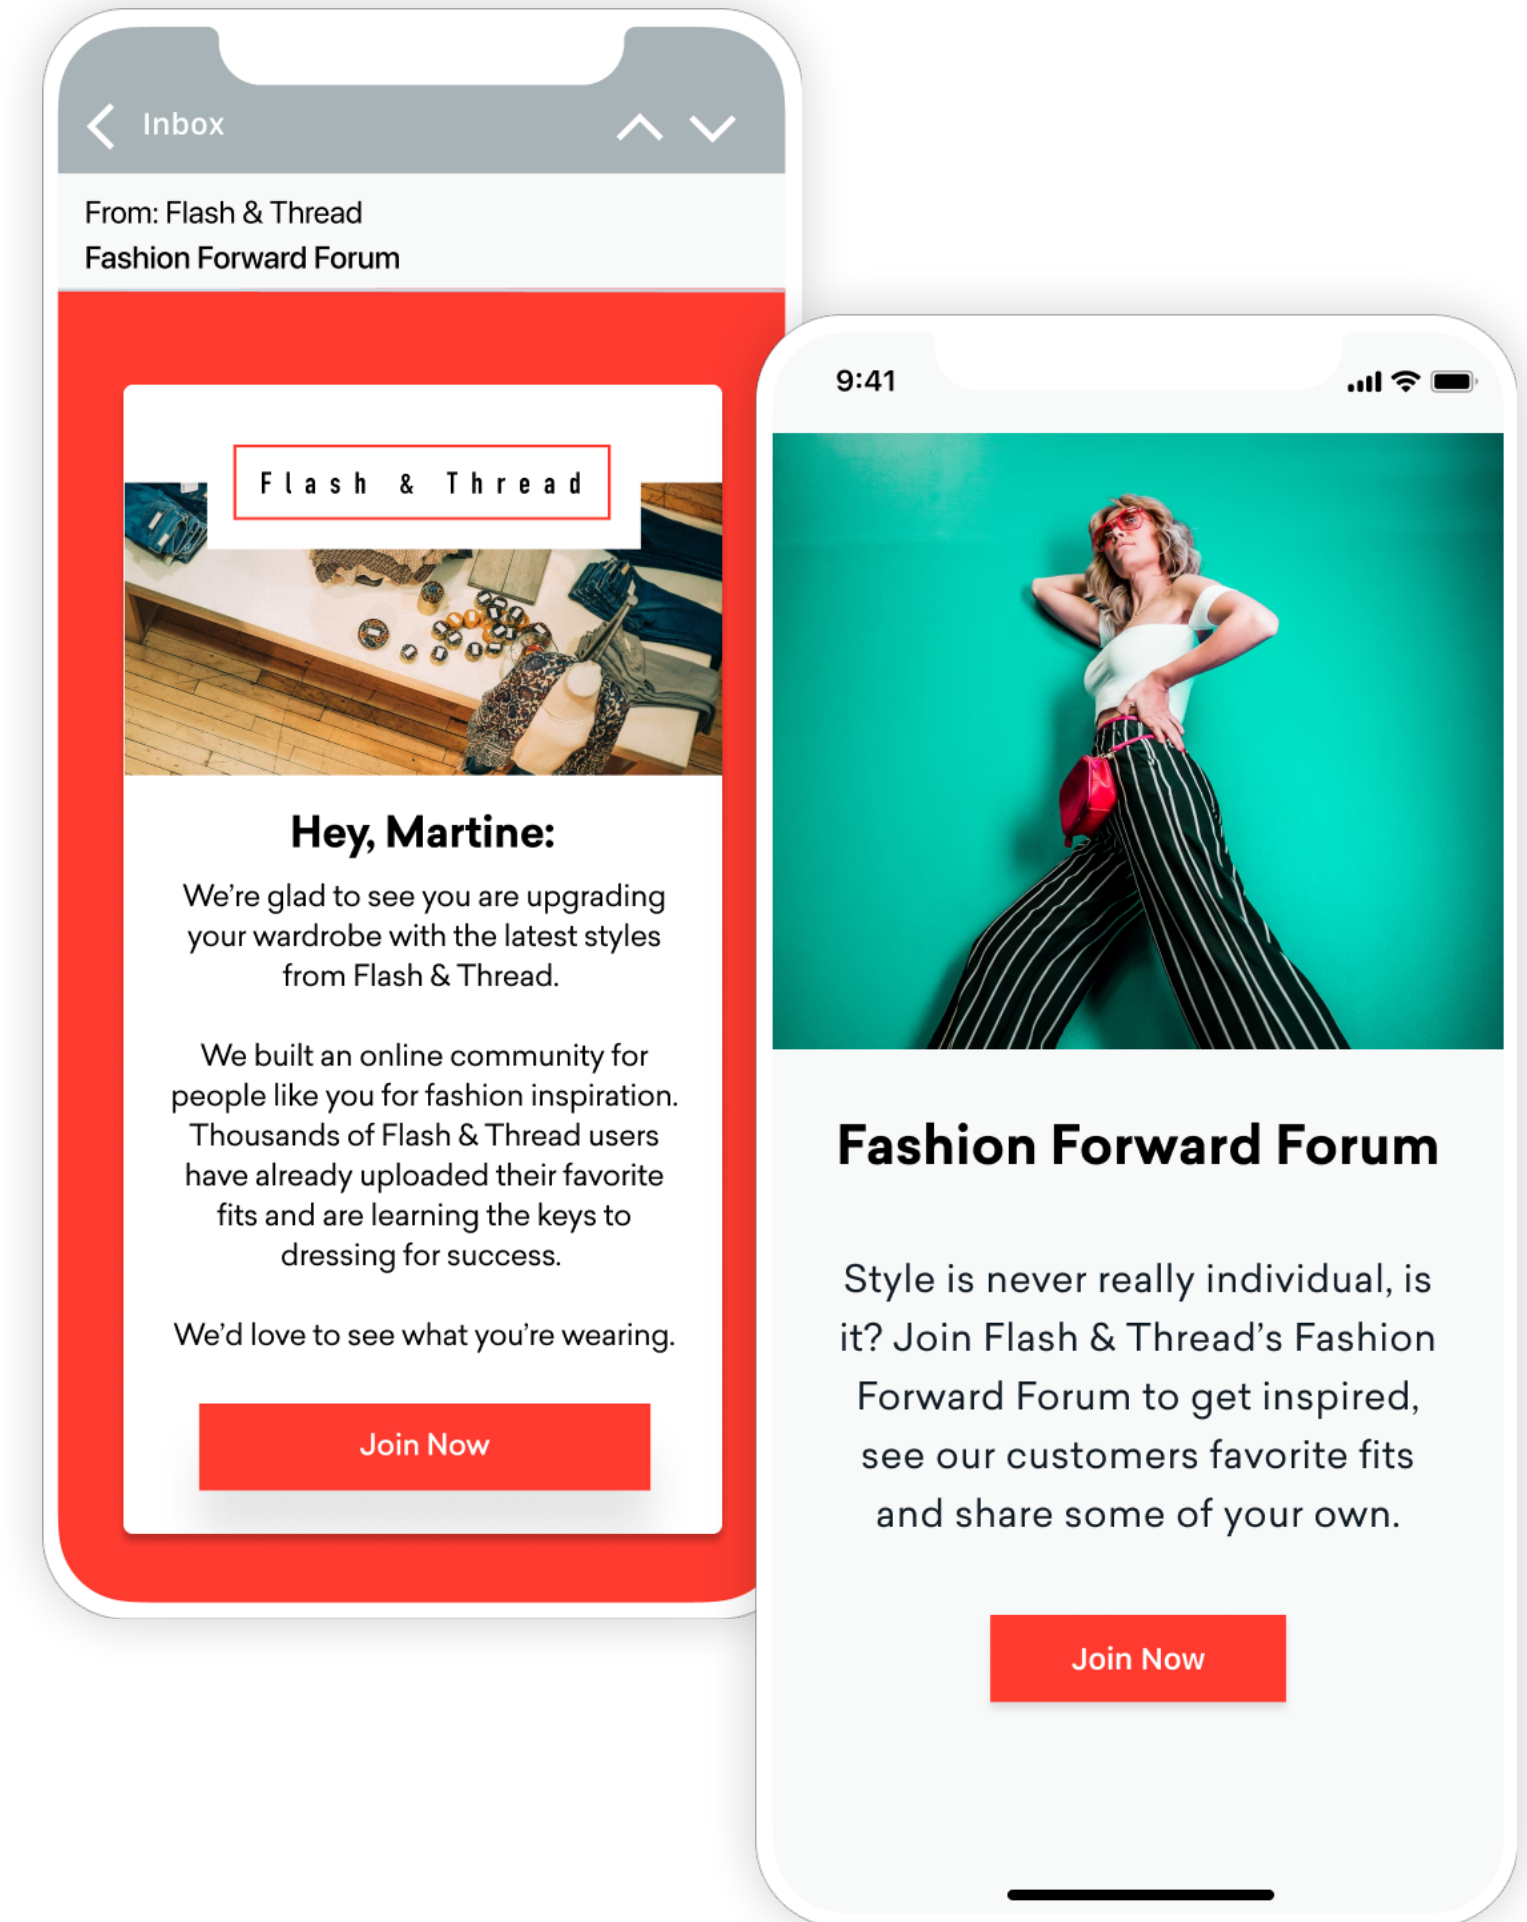 Inbox
From: Flash & Thread
Fashion Forward Forum
Flash & Thread
Hey, Martine:
We're glad to see you are upgrading
your wardrobe with the latest styles
from Flash & Thread.
We built an online community for
people like you for fashion inspiration.
Thousands of Flash & Thread users
have already uploaded their favorite
fits and are learning the keys to
dressing for success.
We'd love to see what you're wearing.
Join Now
9:41
Fashion Forward Forum
Style is never really individual, is
it? Join Flash & Thread's Fashion
Forward Forum to get inspired,
see our customers favorite fits
and share some of your own.
Join Now